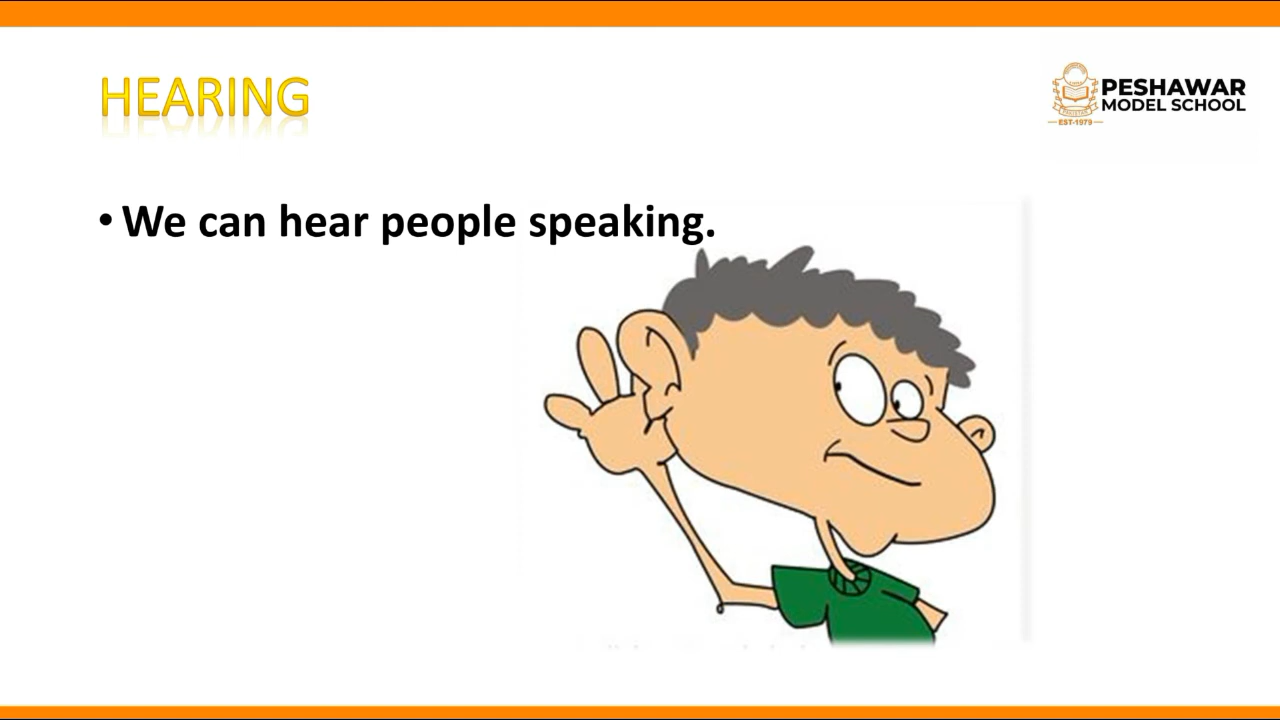 HEARING
PESHAWAR
MODEL SCHOOL
EST-1979
• We can hear people speaking.